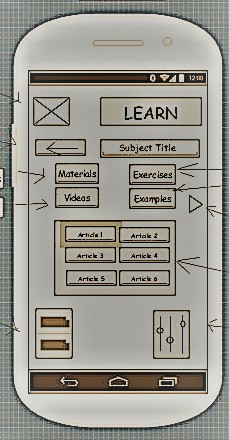 12:00
LEARN
Subject Title
Materials Exercises
Videos Examples
Article 1 Article 2
Article 3 Article 4
Article 5 Article 6